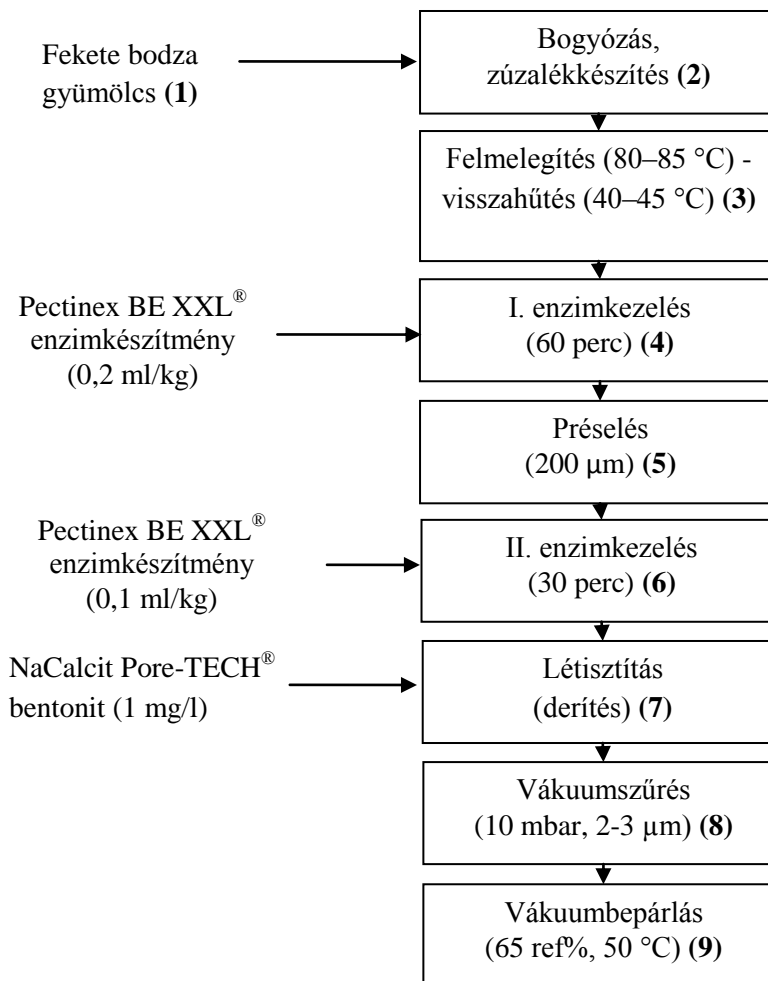 Fekete bodza
gyümölcs (1)
Bogyózás,
zúzalékkészítés (2)
Felmelegítés (80–85 °C) -
visszahűtés (40–45 °C) (3)
Pectinex BE XXL®
enzimkészítmény
(0,2 ml/kg)
I. enzimkezelés
(60 perc) (4)
Préselés
(200 µm) (5)
Pectinex BE XXL®
enzimkészítmény
(0,1 ml/kg)
II. enzimkezelés
(30 perc) (6)
NaCalcit Pore-TECH®
bentonit (1 mg/l)
Létisztítás
(derítés) (7)
Vákuumszűrés
(10 mbar, 2-3 µm) (8)
Vákuumbepárlás
(65 ref%, 50 °C) (9)